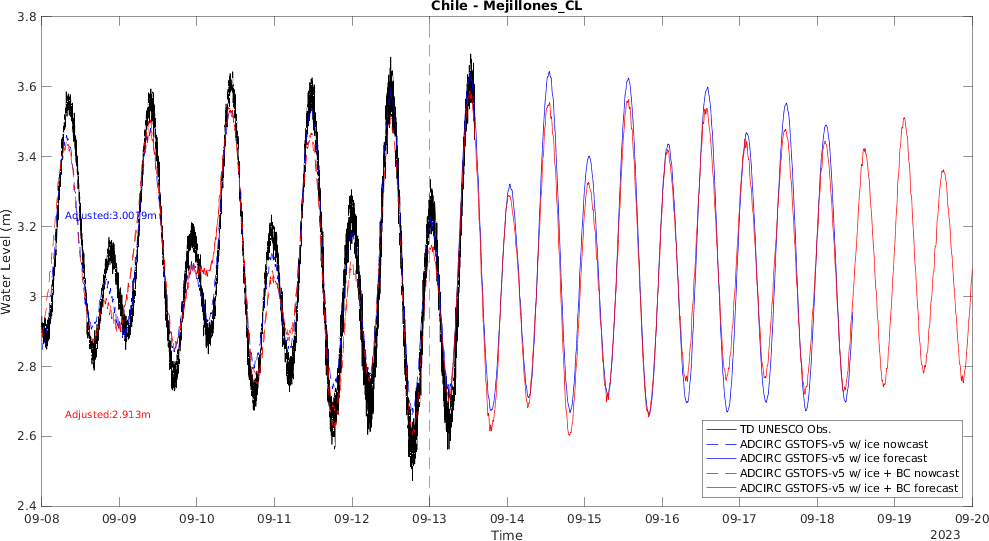 Chile - Mejillones_CL
3.8
3.6
3.4
3.2
3
2.8
2.6
2.4
Water Level (m)
Adjusted:3.0079m
Adjusted:2.913m
TD UNESCO Obs.
ADCIRC GSTOFS-v5 w/ ice nowcast
ADCIRC GSTOFS-v5 w/ ice forecast
ADCIRC GSTOFS-v5 w/ ice + BC nowcast
ADCIRC GSTOFS-v5 w/ ice + BC forecast
09-08 09-09 09-10 09-11 09-12 09-13 09-14 09-15 09-16 09-17 09-18 09-19 09-20
Time
2023